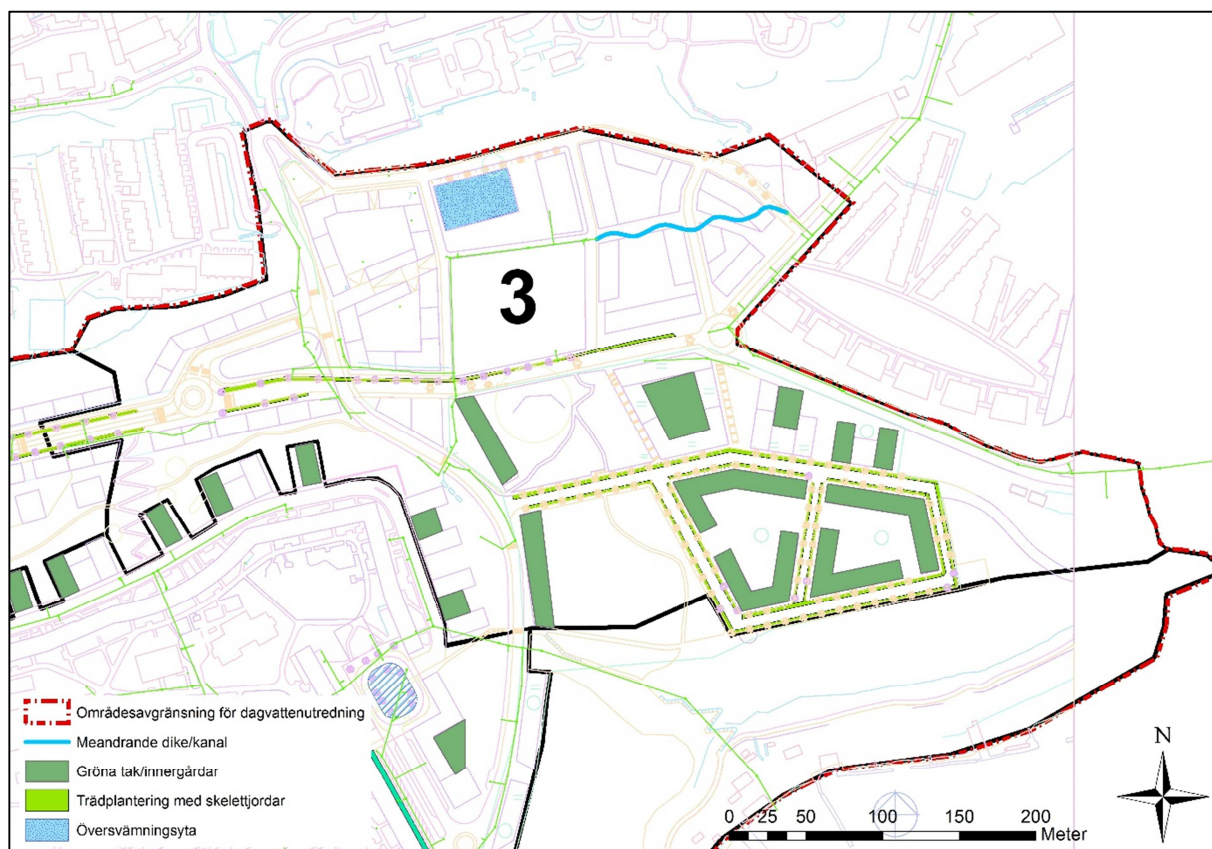 3
Områdesavgränsning för dagvattenutredning
Meandrande dike/kanal
Gröna tak/innergårdar
Trädplantering med skelettjordar
Översvämningsyta
0 25 50 100 150 200
Meter
N